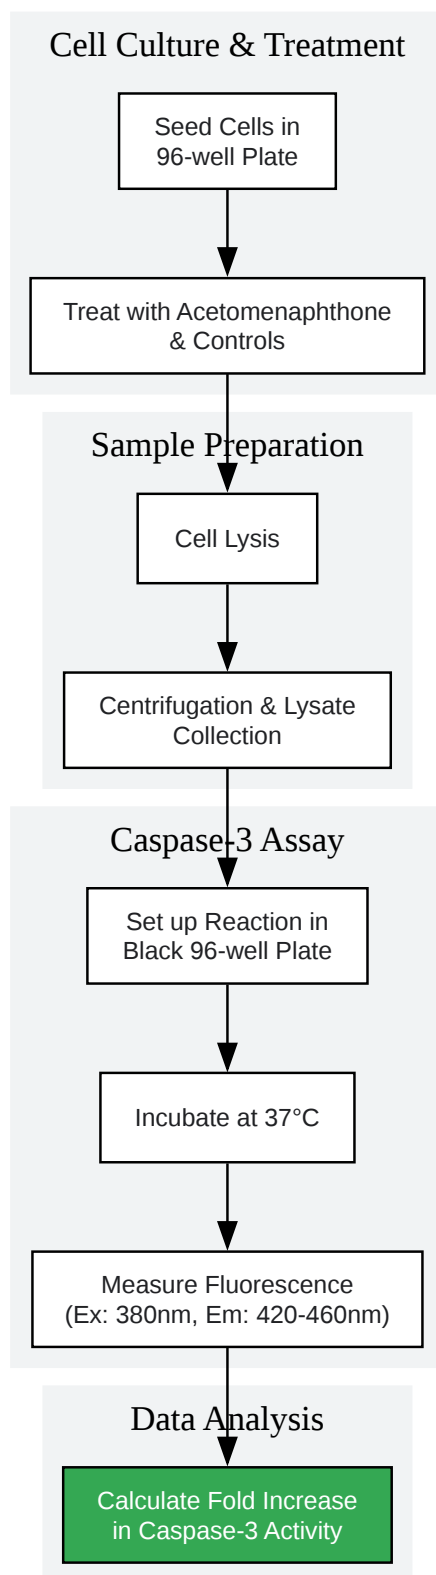 Cell Culture & Treatment
Seed Cells in
96-well Plate
Treat with Acetomenaphthone
& Controls
Sample Preparation
Cell Lysis
Centrifugation & Lysate
Collection
Caspase-3 Assay
Set up Reaction in
Black 96-well Plate
Incubate at 37°C
Measure Fluorescence
(Ex: 380nm, Em: 420-460nm)
Data Analysis
Calculate Fold Increase
in Caspase-3 Activity